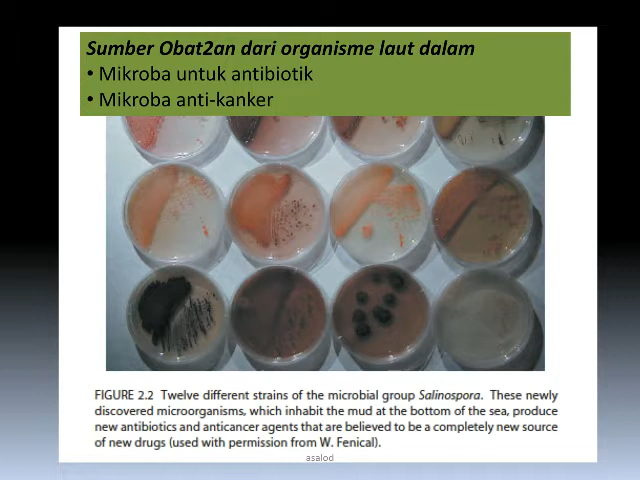 Sumber Obat2an dari organisme laut dalam
• Mikroba untuk antibiotik
• Mikroba anti-kanker
FIGURE 2.2 Twelve different strains of the microbial group Salinospora. These newly
discovered microorganisms, which inhabit the mud at the bottom of the sea, produce
new antibiotics and anticancer agents that are believed to be a completely new source
of new drugs (used with permission from W. Fenical).
asalod